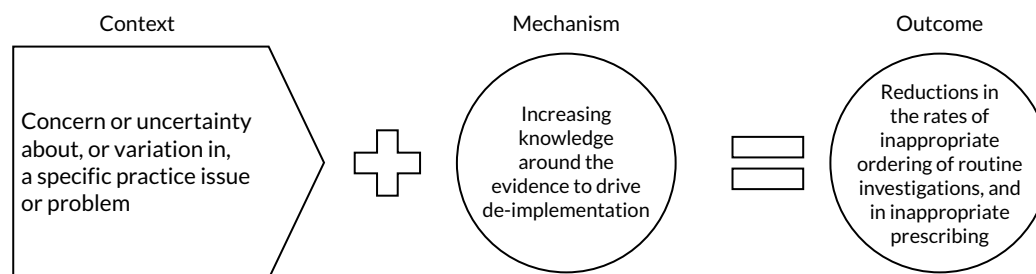 Context
Mechanism
Outcome
Concern or uncertainty
about, or variation in,
a specific practice issue
or problem
Increasing
knowledge
around the
evidence to drive
de-implementation
Reductions in
the rates of
inappropriate
ordering of routine
investigations, and
in inappropriate
prescribing